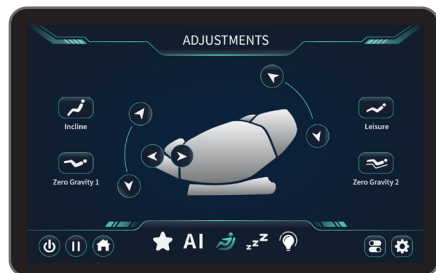 ADJUSTMENTS
Incline
Leisure
Zero Gravity 1
Zero Gravity 2
AI
zzZ